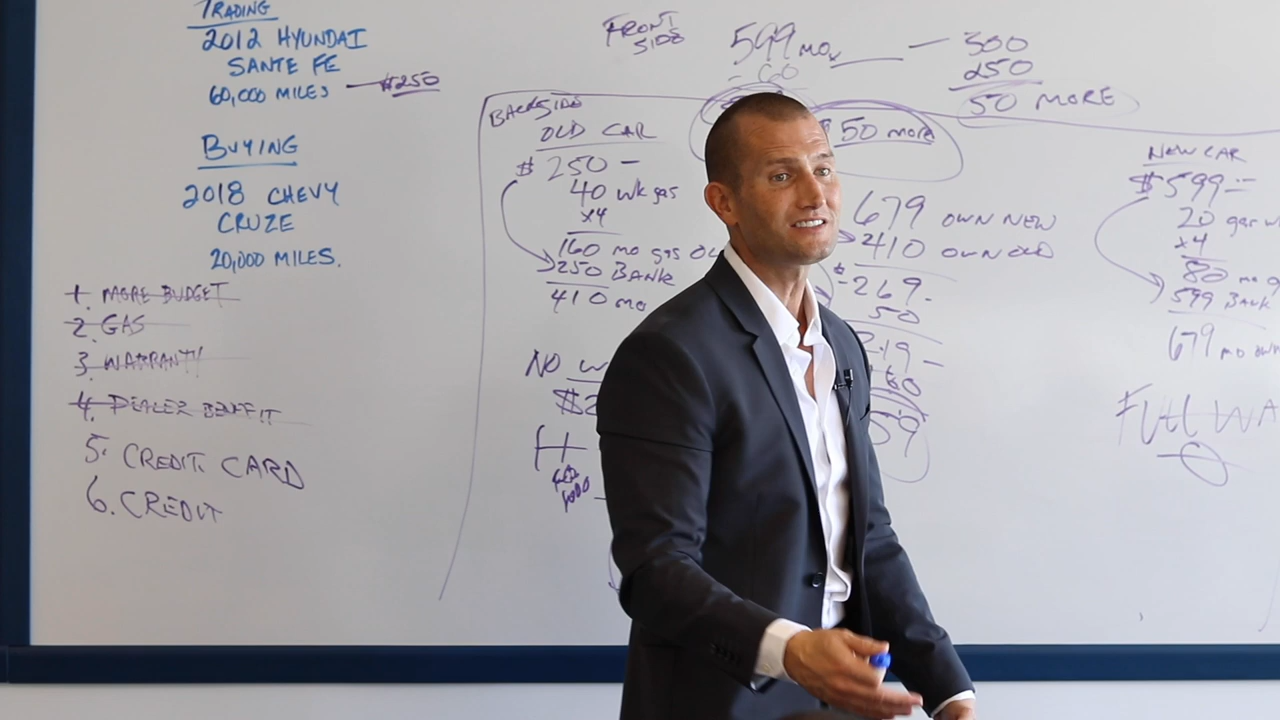 TRADING
2012 HYUNDAI
SANTE FE
60,000 MILES — $250
BUYING
2018 CHEVY
CRUZE
20,000 MILES.
1. MORE BUDGET
2. GAS
3. WARRANTY
4. DEALER BENEFIT
5. CREDIT CARD
6. CREDIT
FRONT
SIDE
599 mo.
300
250
50 MORE
BACKSIDE
OLD CAR
$ 250 —
40 wk gas
x4
160 mo gas
250 BANK
410 mo
NO
$50 more
679 OWN NEW
410 OWN OLD
$-269
50
219 —
160
59
NEW CAR
$599 —
20 gas
x4
80 mo
599 BANK
679 mo
FULL